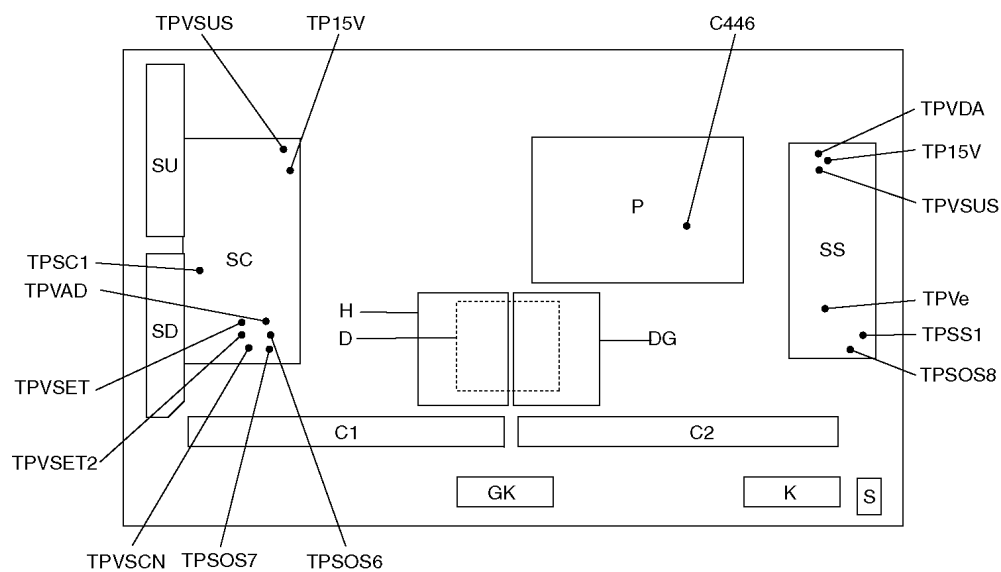 TPVSUS
TP15V
C446
TPVDA
TP15V
TPVSUS
SU
P
SS
SC
TPSC1
TPVAD
H
D
DG
TPVe
TPSS1
TPSOS8
SD
TPVSET
C1
C2
TPVSET2
GK
K
S
TPVSCN
TPSOS7
TPSOS6